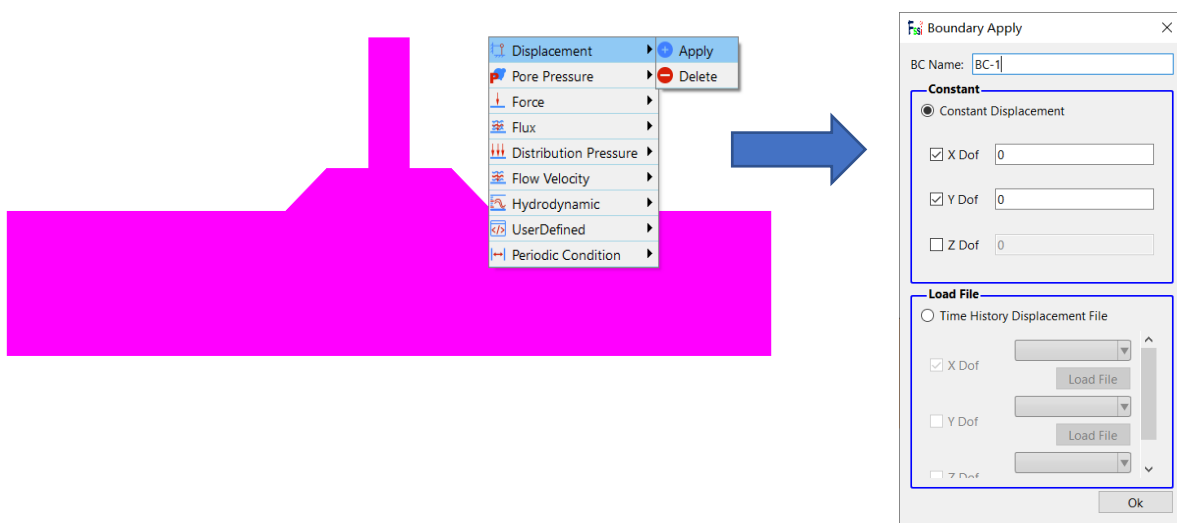 Displacement
Apply
Pore Pressure
Delete
Force
Flux
Distribution Pressure
Flow Velocity
Hydrodynamic
UserDefined
Periodic Condition
Fssi Boundary Apply
BC Name: BC-1
Constant
Constant Displacement
X Dof 0
Y Dof 0
Z Dof 0
Load File
Time History Displacement File
X Dof
Load File
Y Dof
Load File
Z Dof
Ok